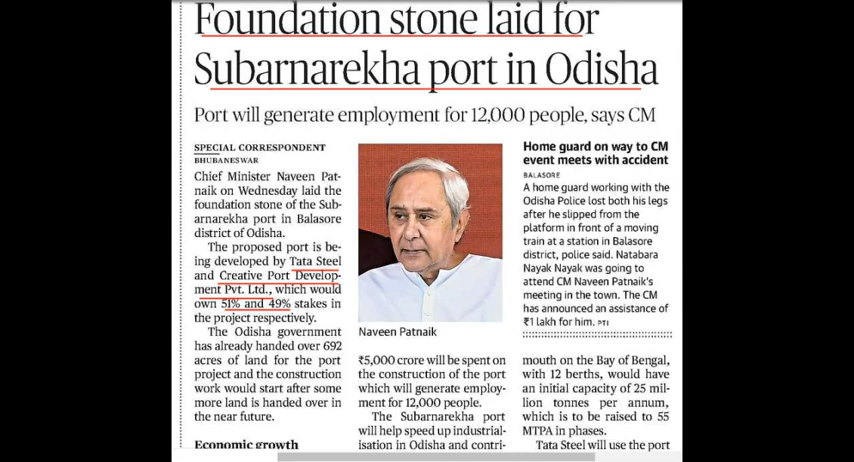 Foundation stone laid for
Subarnarekha port in Odisha
Port will generate employment for 12,000 people, says CM
SPECIAL CORRESPONDENT
BHUBANESWAR
Chief Minister Naveen Pat-
naik on Wednesday laid the
foundation stone of the Sub-
arnarekha port in Balasore
district of Odisha.
The proposed port is be-
ing developed by Tata Steel
and Creative Port Develop-
ment Pvt. Ltd., which would
own 51% and 49% stakes in
the project respectively.
The Odisha government
has already handed over 692
acres of land for the port
project and the construction
work would start after some
more land is handed over in
the near future.
Economic growth
Naveen Patnaik
₹5,000 crore will be spent on
the construction of the port
which will generate employ-
ment for 12,000 people.
The Subarnarekha port
will help speed up industrial-
isation in Odisha and contri-
Home guard on way to CM
event meets with accident
BALASORE
A home guard working with the
Odisha Police lost both his legs
after he slipped from the
platform in front of a moving
train at a station in Balasore
district, police said. Natabara
Nayak Nayak was going to
attend CM Naveen Patnaik's
meeting in the town. The CM
has announced an assistance of
₹1 lakh for him. PTI
mouth on the Bay of Bengal,
with 12 berths, would have
an initial capacity of 25 mil-
lion tonnes per annum,
which is to be raised to 55
MTPA in phases.
Tata Steel will use the port